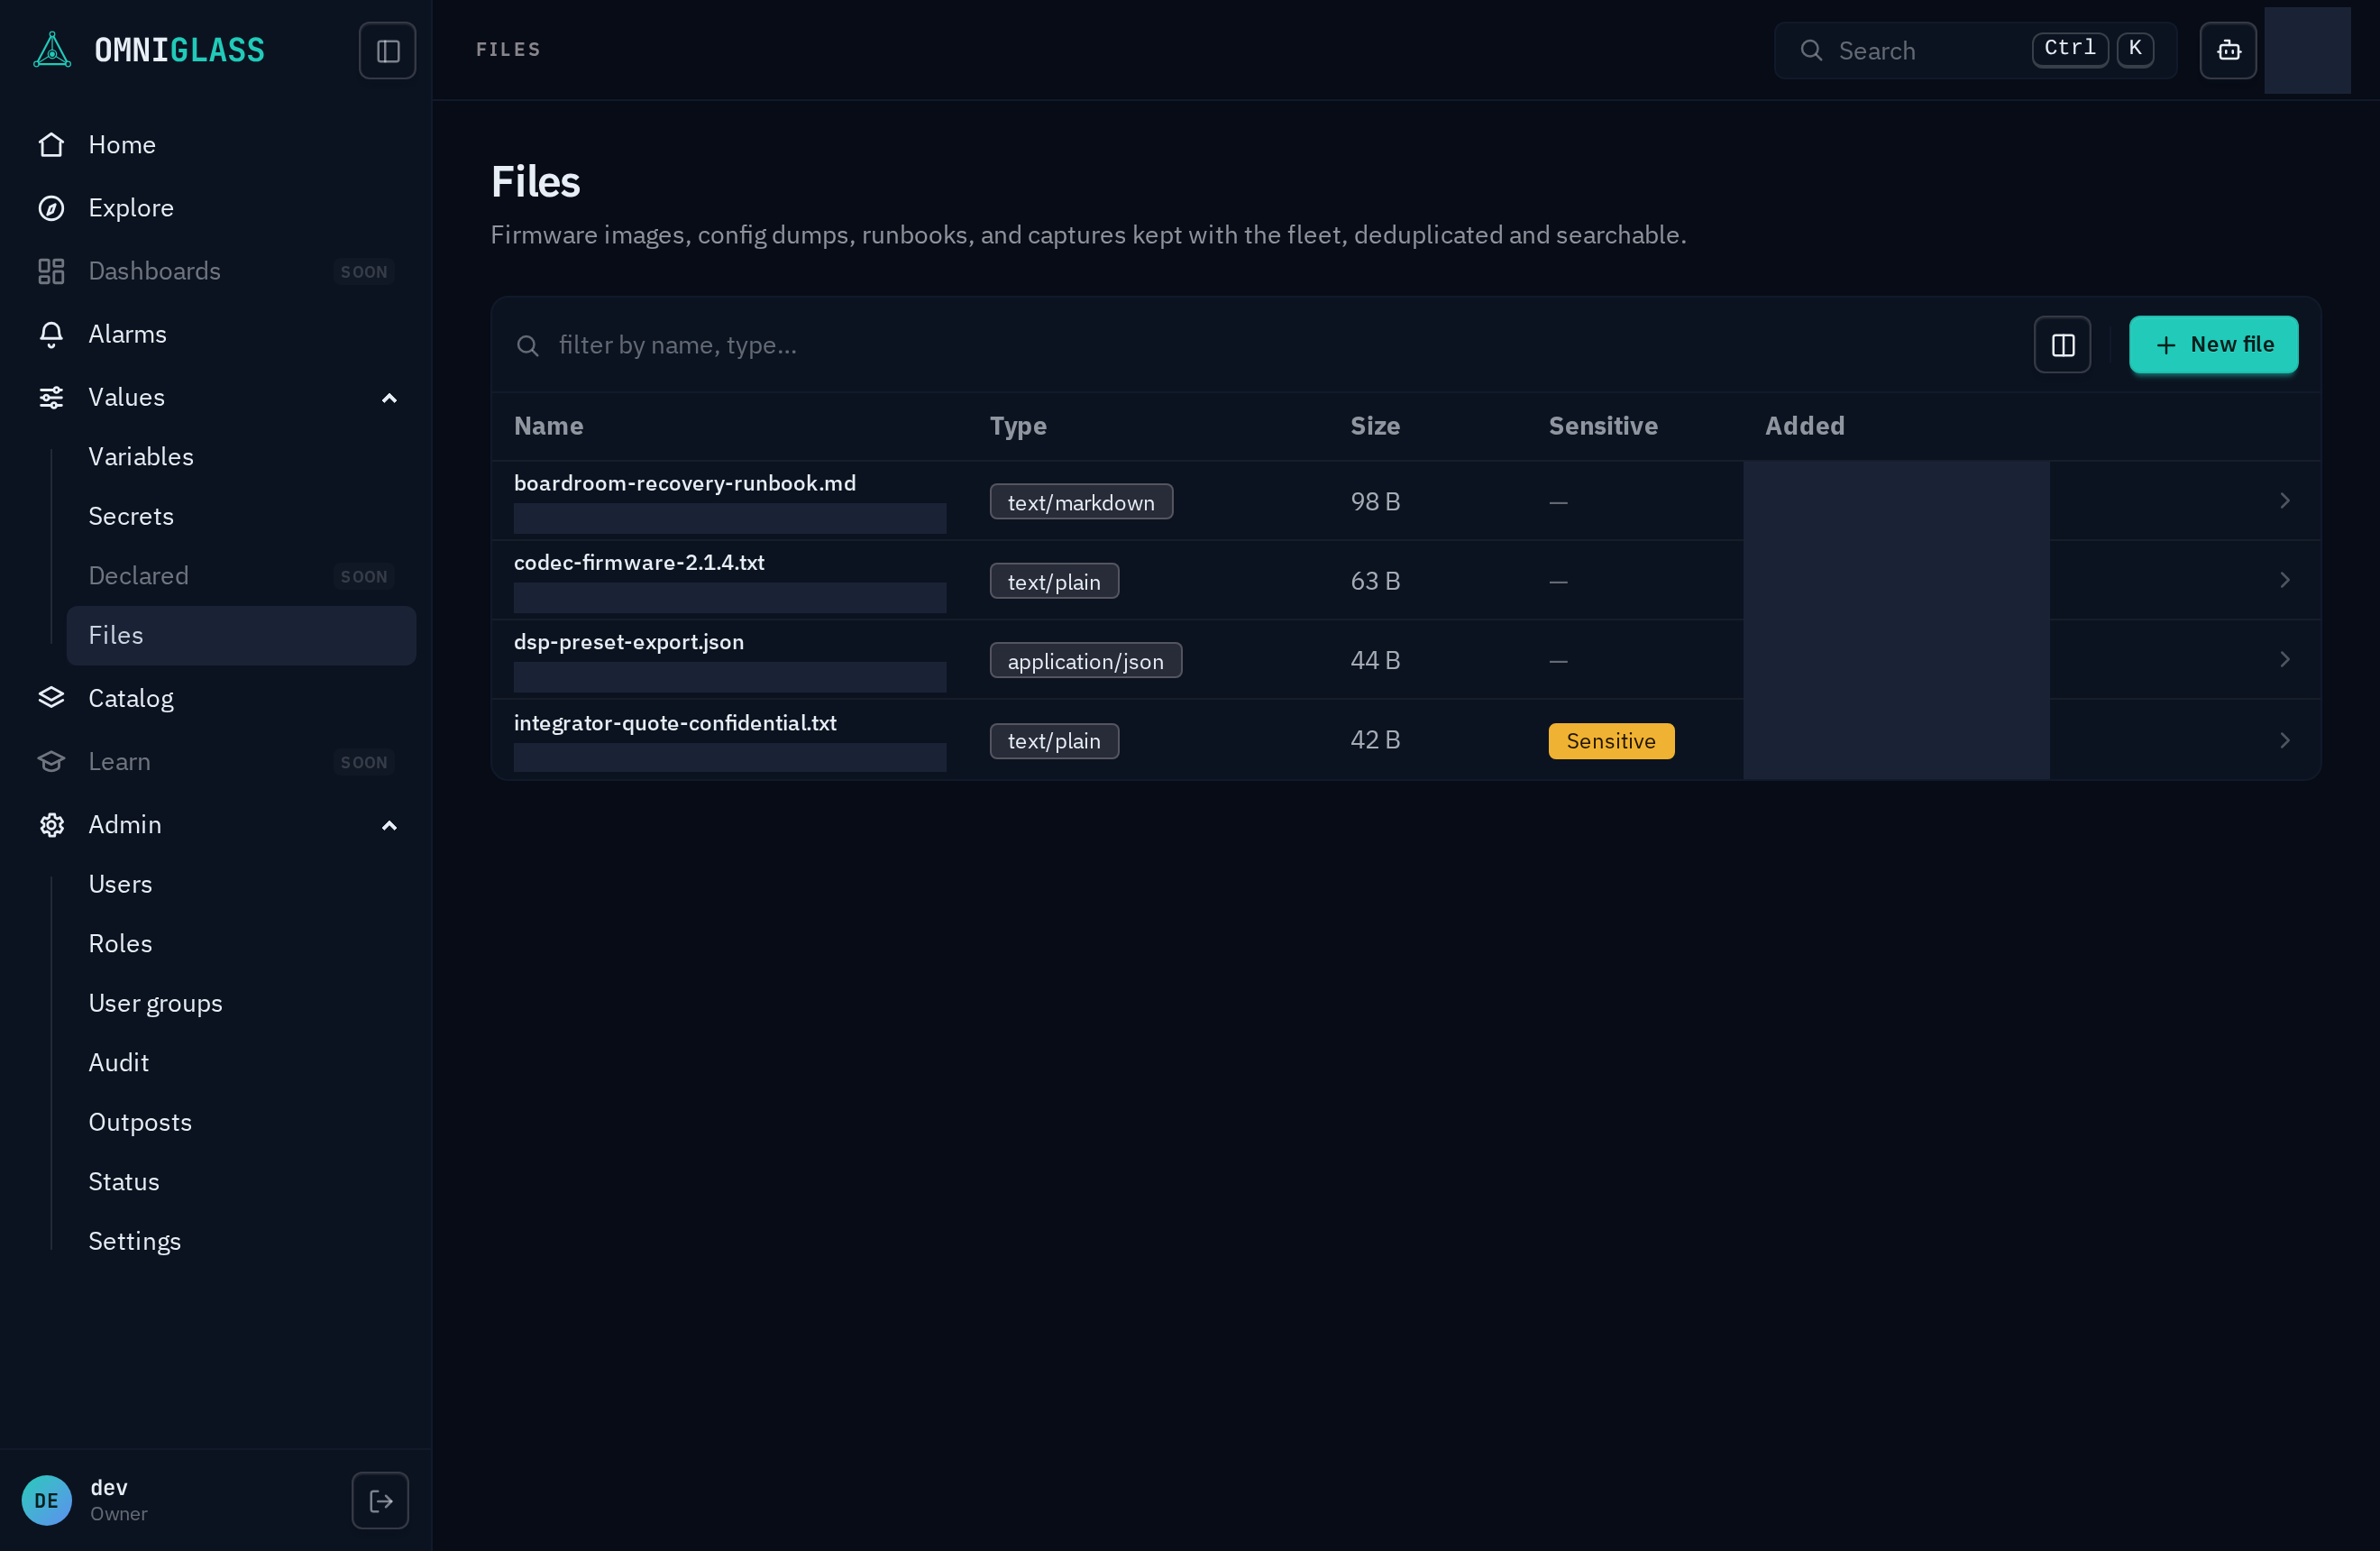 OMNIGLASS
Home
Explore
Dashboards SOON
Alarms
Values
Variables
Secrets
Declared SOON
Files
Catalog
Learn SOON
Admin
Users
Roles
User groups
Audit
Outposts
Status
Settings
DE
dev
Owner
FILES
Search Ctrl K
Files
Firmware images, config dumps, runbooks, and captures kept with the fleet, deduplicated and searchable.
filter by name, type...
New file
Name Type Size Sensitive Added
boardroom-recovery-runbook.md text/markdown 98 B —
codec-firmware-2.1.4.txt text/plain 63 B —
dsp-preset-export.json application/json 44 B —
integrator-quote-confidential.txt text/plain 42 B Sensitive